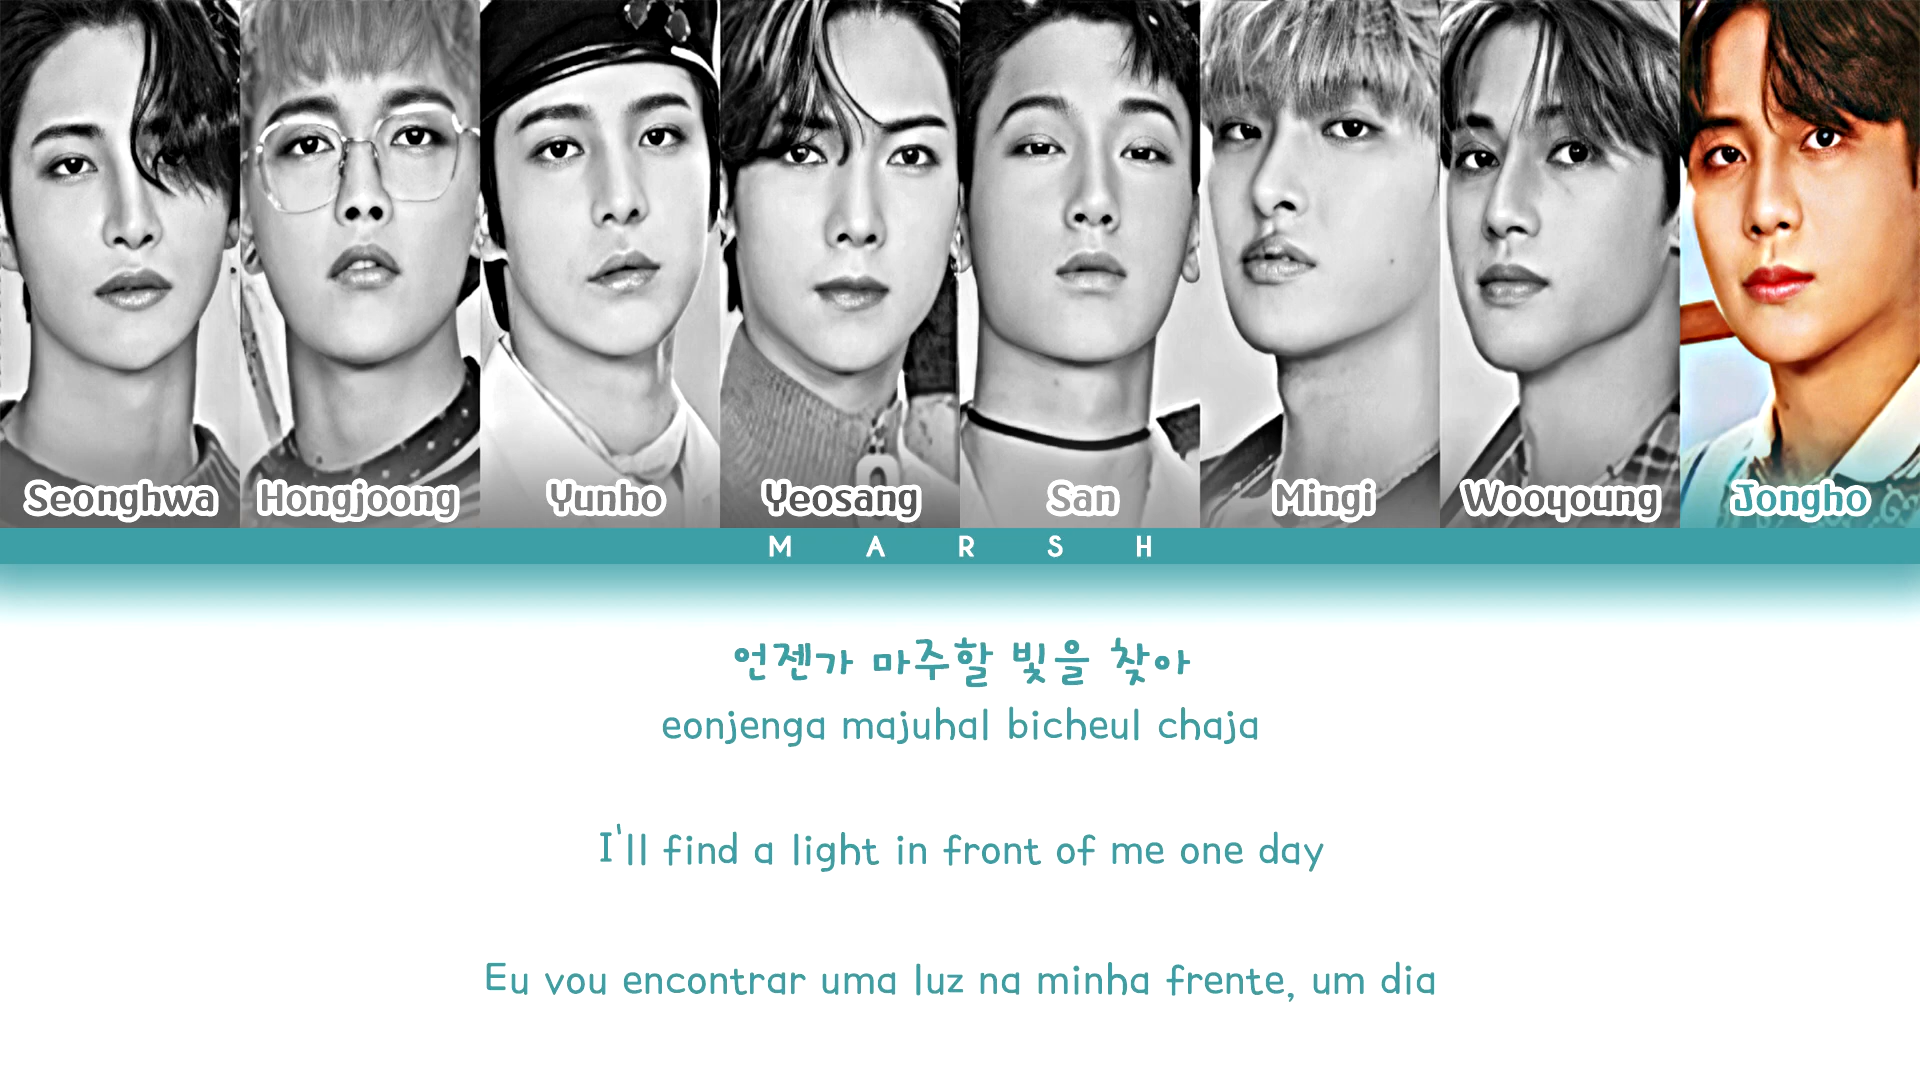 Seonghwa Hongjoong Yunho Yeosang San Mingi Wooyoung Jongho
MARSH
언젠가 마주할 빛을 찾아
eonjenga majuhal bicheul chaja
I'll find a light in front of me one day
Eu vou encontrar uma luz na minha frente, um dia